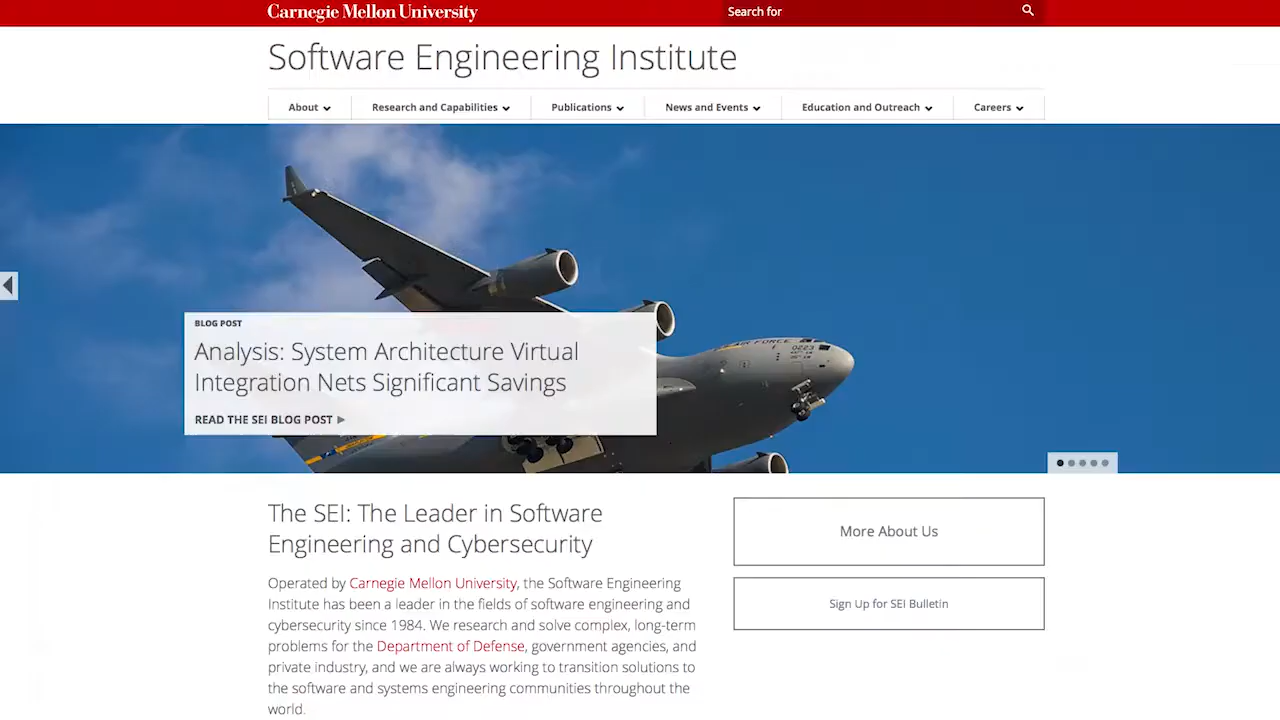 Carnegie Mellon University
Search for
Software Engineering Institute
About
Research and Capabilities
Publications
News and Events
Education and Outreach
Careers
AIR FORCE
0223
BLOG POST
Analysis: System Architecture Virtual
Integration Nets Significant Savings
READ THE SEI BLOG POST
The SEI: The Leader in Software
Engineering and Cybersecurity
Operated by Carnegie Mellon University, the Software Engineering
Institute has been a leader in the fields of software engineering and
cybersecurity since 1984. We research and solve complex, long-term
problems for the Department of Defense, government agencies, and
private industry, and we are always working to transition solutions to
the software and systems engineering communities throughout the
world.
More About Us
Sign Up for SEI Bulletin